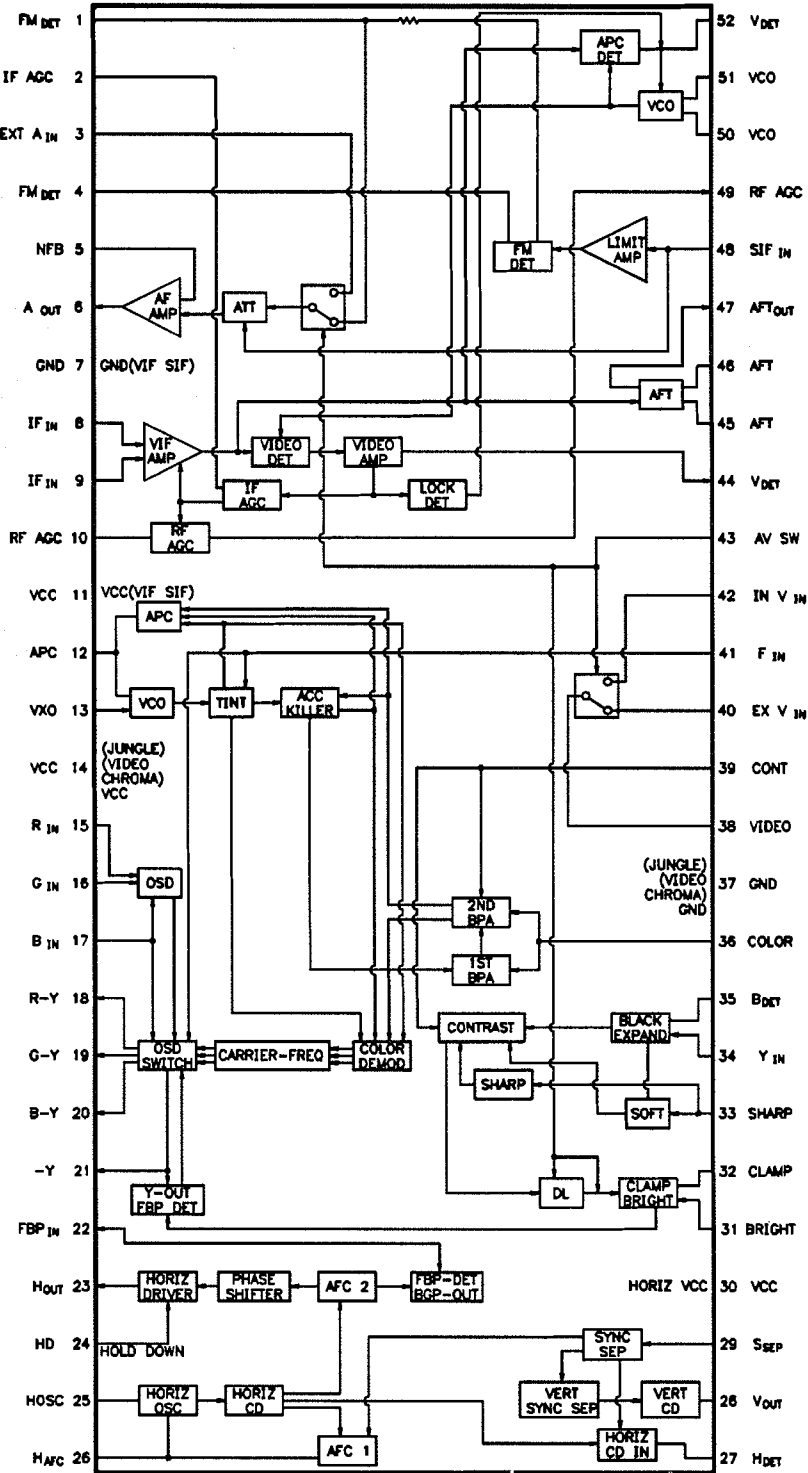 FM DET 1
IF AGC 2
EXT A IN 3
FM DET 4
NFB 5
A OUT 6
GND 7 GND(VIF SIF)
IF IN 8
IF IN 9
RF AGC 10
VCC 11 VCC(VIF SIF)
APC 12
VXO 13
VCC 14
(JUNGLE)
(VIDEO
CHROMA)
VCC
R IN 15
G IN 16
B IN 17
R-Y 18
G-Y 19
B-Y 20
-Y 21
FBP IN 22
H OUT 23
HD 24 HOLD DOWN
HOSC 25
H AFC 26
52 V DET
51 VCO
50 VCO
49 RF AGC
48 SIF IN
47 AFT OUT
46 AFT
45 AFT
44 V DET
43 AV SW
42 IN V IN
41 F IN
40 EX V IN
39 CONT
38 VIDEO
(JUNGLE)
(VIDEO
CHROMA)
GND
37 GND
36 COLOR
35 B DET
34 Y IN
33 SHARP
32 CLAMP
31 BRIGHT
HORIZ VCC 30 VCC
29 S SEP
28 V OUT
27 H DET
APC
DET
VCO
FM
DET
LIMIT
AMP
AF
AMP
ATT
AFT
VIF
AMP
VIDEO
DET
VIDEO
AMP
IF
AGC
LOCK
DET
RF
AGC
APC
VCO
TINT
ACC
KILLER
OSD
2ND
BPA
1ST
BPA
OSD
SWITCH
CARRIER-FREQ
COLOR
DEMOD
CONTRAST
BLACK
EXPAND
SHARP
SOFT
Y-OUT
FBP DET
DL
CLAMP
BRIGHT
HORIZ
DRIVER
PHASE
SHIFTER
AFC 2
FBP-DET
BGP-OUT
SYNC
SEP
HORIZ
OSC
HORIZ
CD
VERT
SYNC SEP
VERT
CD
AFC 1
HORIZ
CD IN